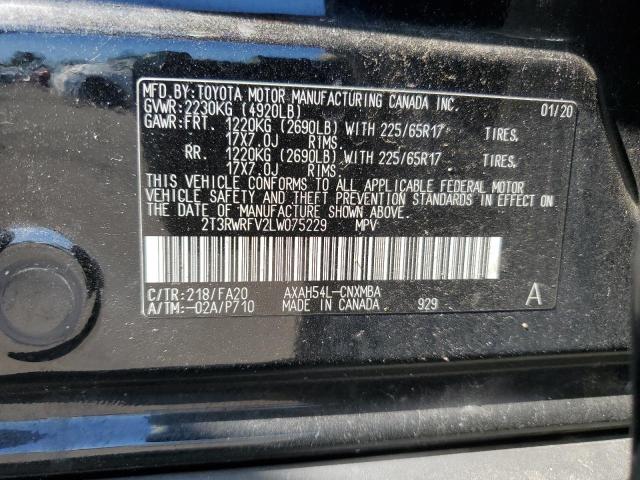 MFD.BY:TOYOTA MOTOR MANUFACTURING CANADA INC.
GVWR:2230KG (4920LB) 01/20
GAWR:FRT. 1220KG (2690LB) WITH 225/65R17 TIRES,
17X7.0J RIMS.
RR. 1220KG (2690LB) WITH 225/65R17 TIRES,
17X7.0J RIMS.
THIS VEHICLE CONFORMS TO ALL APPLICABLE FEDERAL MOTOR
VEHICLE SAFETY AND THEFT PREVENTION STANDARDS IN EFFECT
ON THE DATE OF MANUFACTURE SHOWN ABOVE.
2T3RWRFV2LW075229 MPV
C/TR:218/FA20 AXAH54L-CNXMBA A
A/TM:-02A/P710 MADE IN CANADA 929